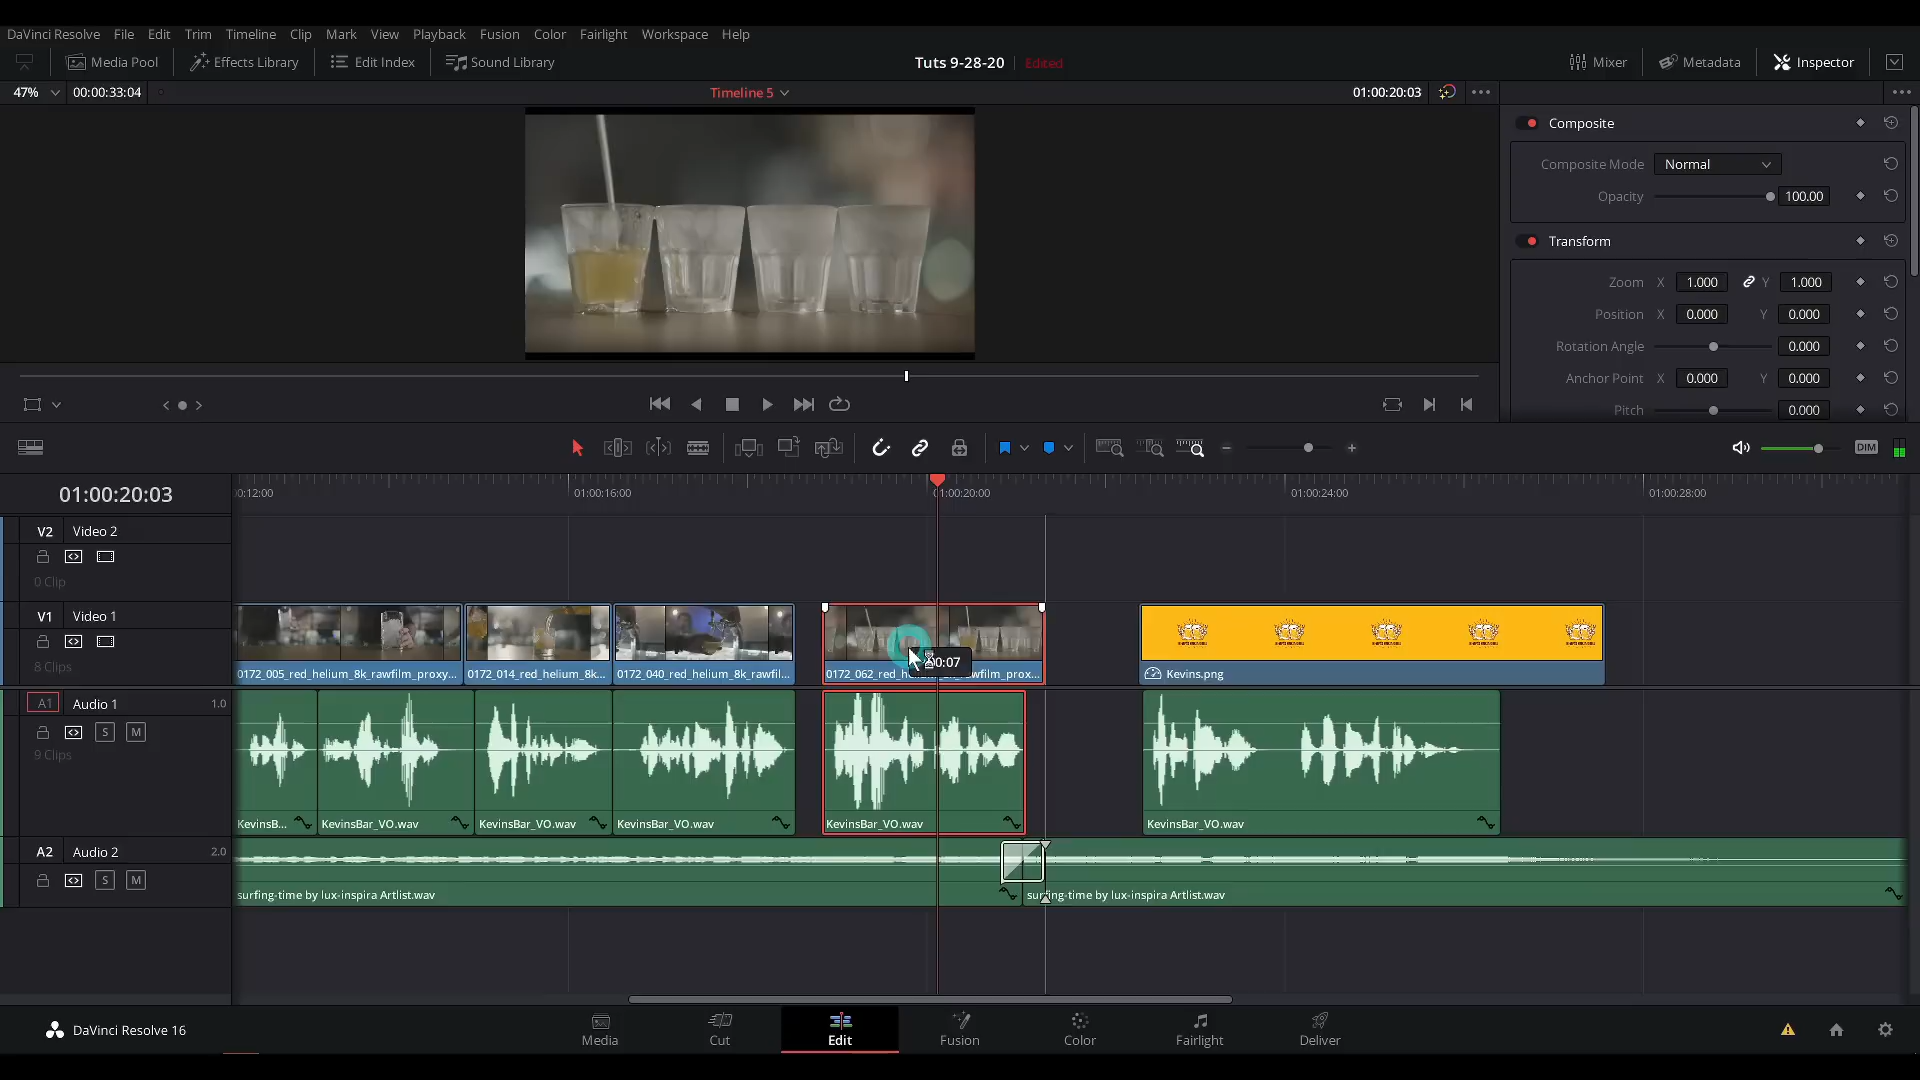 DaVinci Resolve File Edit Trim Timeline Clip Mark View Playback Fusion Color Fairlight Workspace Help
Media Pool Effects Library Edit Index Sound Library Tuts 9-28-20 Edited Mixer Metadata Inspector
47% 00:00:33:04 Timeline 5 01:00:20:03
Composite
Composite Mode Normal
Opacity 100.00
Transform
Zoom X 1.000 Y 1.000
Position X 0.000 Y 0.000
Rotation Angle 0.000
Anchor Point X 0.000 Y 0.000
Pitch 0.000
DIM
01:00:20:03
:00:12:00 01:00:16:00 01:00:20:00 01:00:24:00 01:00:28:00
V2 Video 2
0 Clip
V1 Video 1
8 Clips
00:07
0172_005_red_helium_8k_rawfilm_proxy... 0172_014_red_helium_8k... 0172_040_red_helium_8k_rawfil... Kevins.png
A1 Audio 1 1.0
S M
9 Clips
KevinsB... KevinsBar_VO.wav KevinsBar_VO.wav KevinsBar_VO.wav KevinsBar_VO.wav KevinsBar_VO.wav
A2 Audio 2 2.0
S M
surfing-time by lux-inspira Artlist.wav surfing-time by lux-inspira Artlist.wav
DaVinci Resolve 16
Media Cut Edit Fusion Color Fairlight Deliver